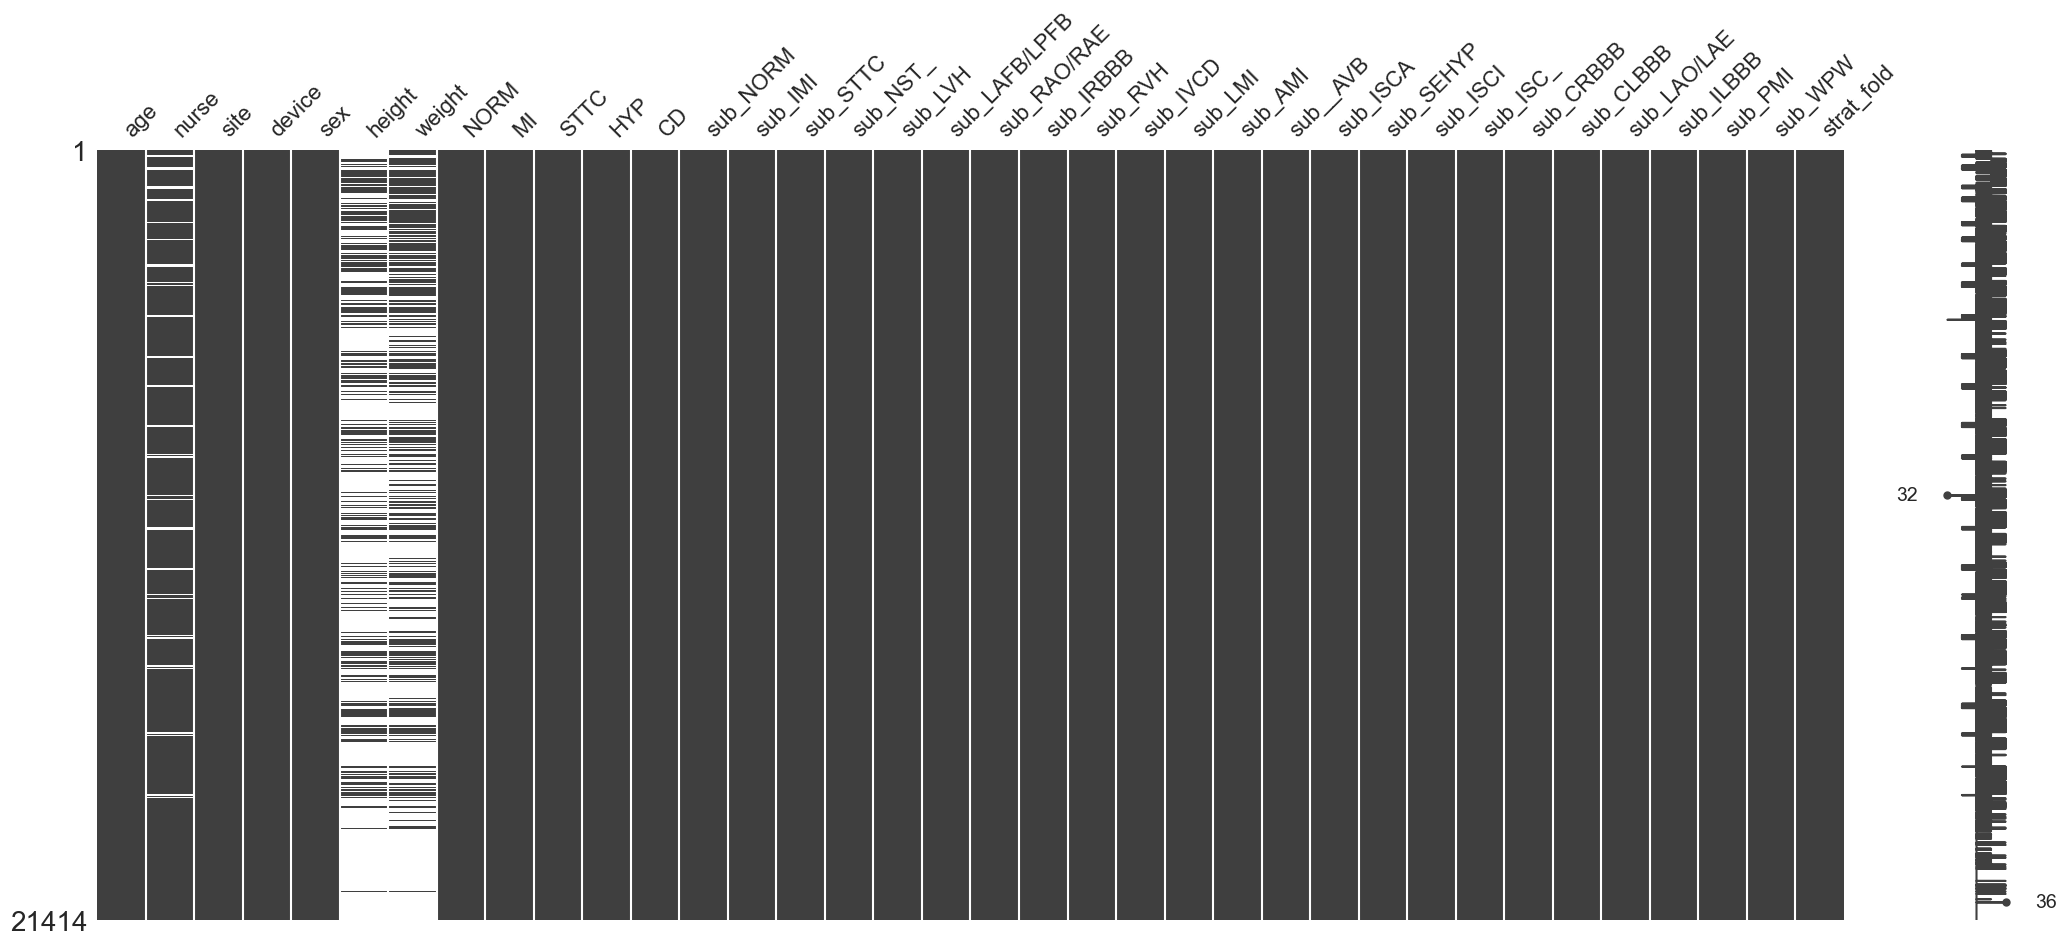 age
nurse
site
device
sex
height
weight
NORM
MI
STTC
HYP
CD
sub_NORM
sub_IMI
sub_STTC
sub_NST_
sub_LVH
sub_LAFB/LPFB
sub_RAO/RAE
sub_IRBBB
sub_RVH
sub_IVCD
sub_LMI
sub_AMI
sub__AVB
sub_ISCA
sub_SEHYP
sub_ISCI
sub_ISC_
sub_CRBBB
sub_CLBBB
sub_LAO/LAE
sub_ILBBB
sub_PMI
sub_WPW
strat_fold
1
32
36
21414